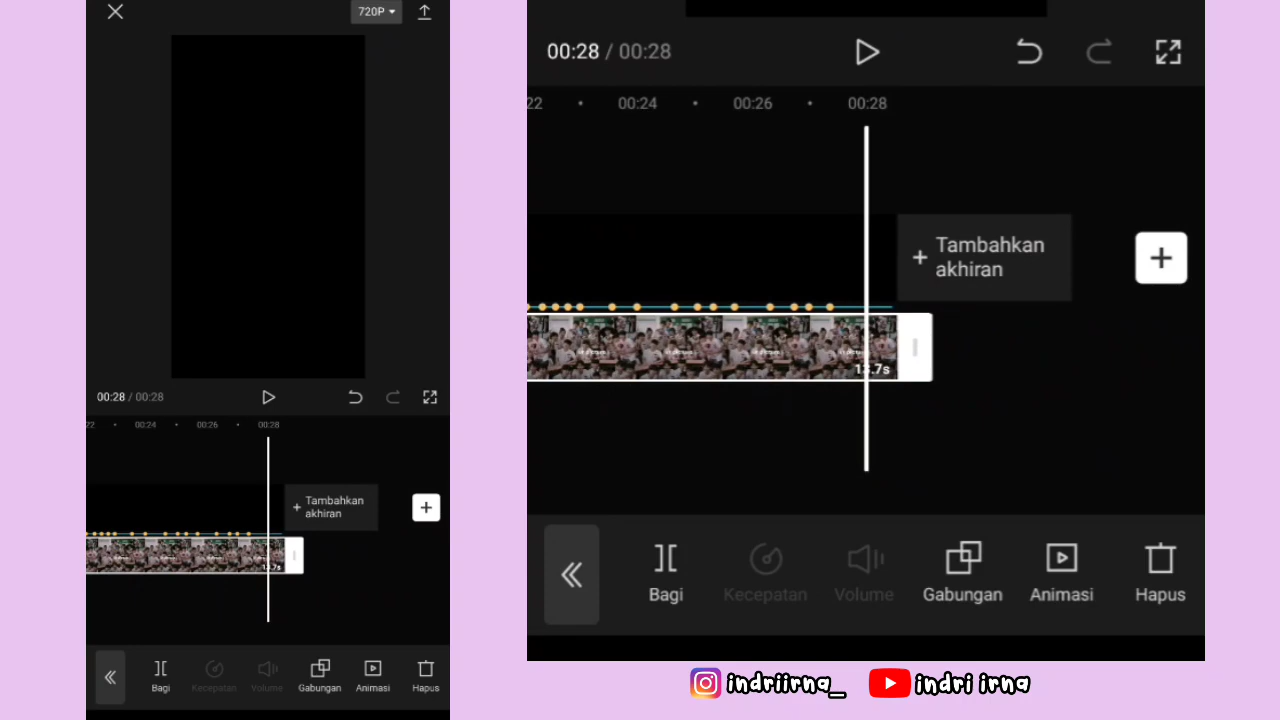 720P
00:28 / 00:28
22 • 00:24 • 00:26 • 00:28
+ Tambahkan
akhiran
+
13.7s
Bagi Kecepatan Volume Gabungan Animasi Hapus
00:28 / 00:28
22 • 00:24 • 00:26 • 00:28
+ Tambahkan
akhiran
+
13.7s
Bagi Kecepatan Volume Gabungan Animasi Hapus
indriirna_ indri irna